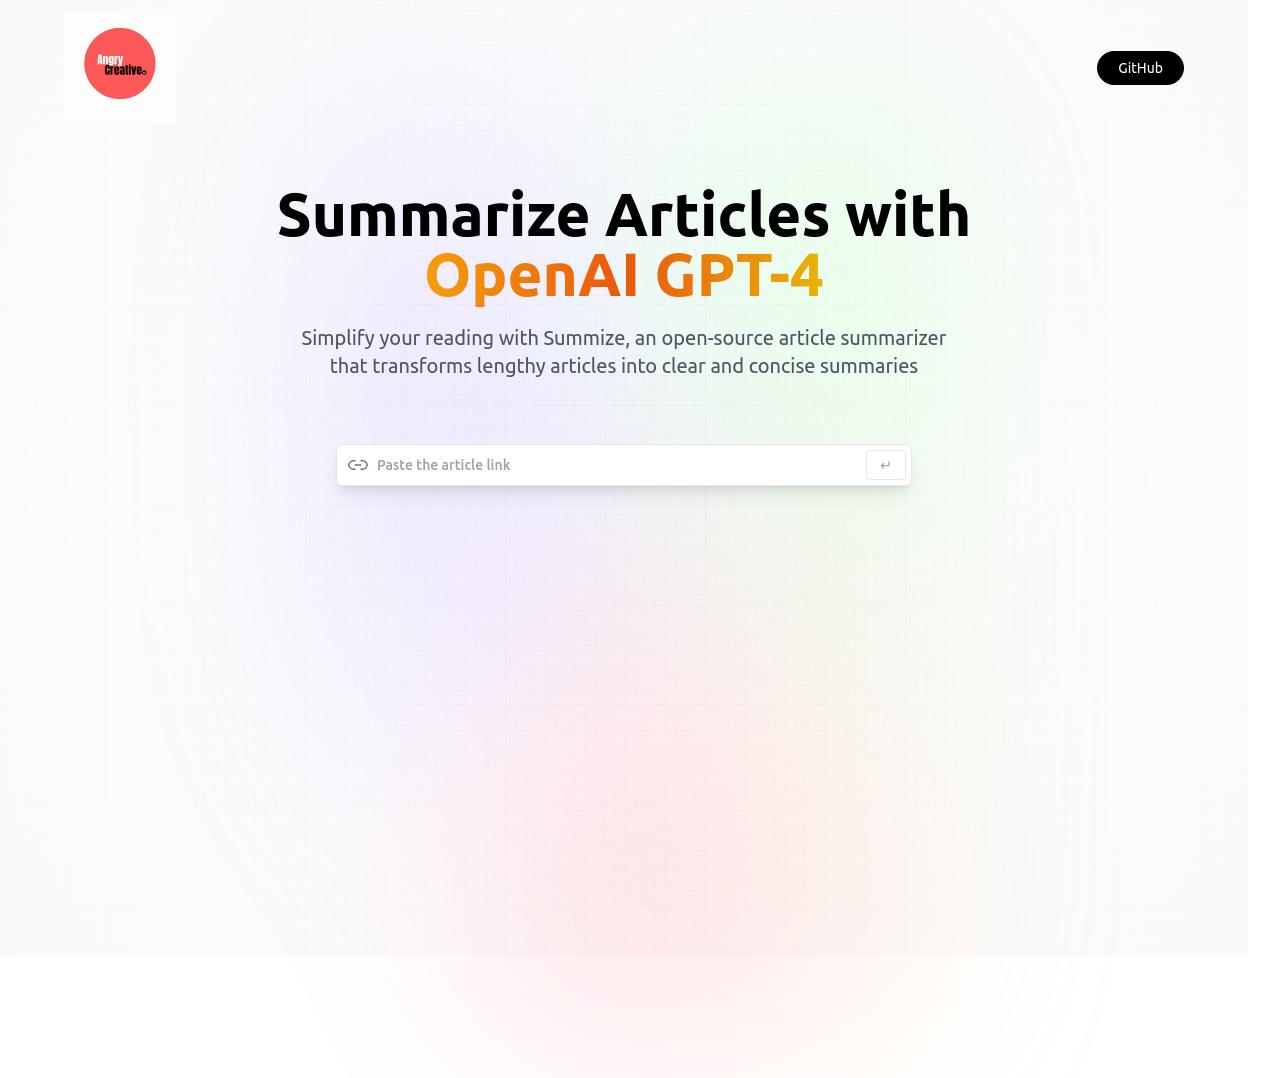 Angry
Creative
GitHub
Summarize Articles with
OpenAI GPT-4
Simplify your reading with Summize, an open-source article summarizer
that transforms lengthy articles into clear and concise summaries
Paste the article link
↵